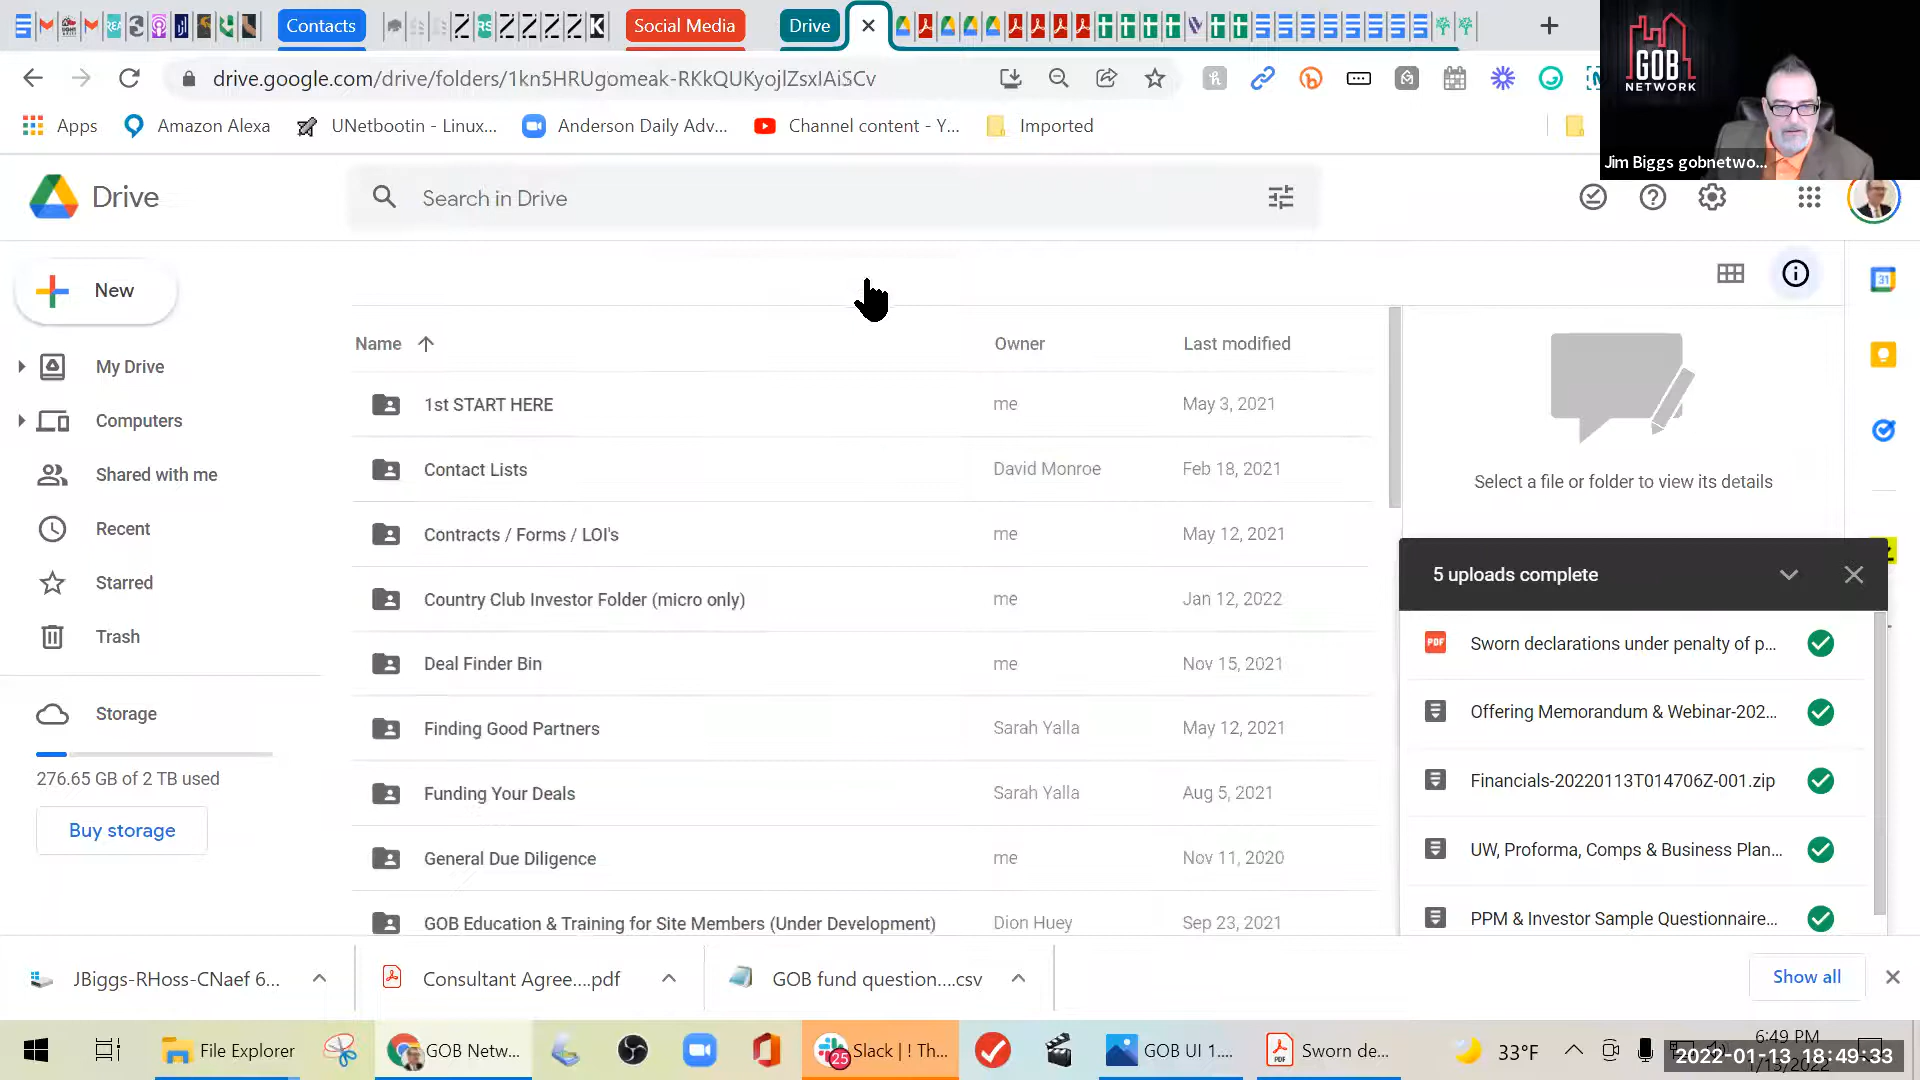 Contacts
Social Media
Drive
GOB
NETWORK
drive.google.com/drive/folders/1kn5HRUgomeak-RKkQUKyojlZsxIAiSCv
Apps
Amazon Alexa
UNetbootin - Linux...
Anderson Daily Adv...
Channel content - Y...
Imported
Jim Biggs gobnetwo...
Drive
Search in Drive
New
My Drive
Computers
Shared with me
Recent
Starred
Trash
Storage
276.65 GB of 2 TB used
Buy storage
Name Owner Last modified
1st START HERE me May 3, 2021
Contact Lists David Monroe Feb 18, 2021
Contracts / Forms / LOI's me May 12, 2021
Country Club Investor Folder (micro only) me Jan 12, 2022
Deal Finder Bin me Nov 15, 2021
Finding Good Partners Sarah Yalla May 12, 2021
Funding Your Deals Sarah Yalla Aug 5, 2021
General Due Diligence me Nov 11, 2020
GOB Education & Training for Site Members (Under Development) Dion Huey Sep 23, 2021
31
Select a file or folder to view its details
5 uploads complete
PDF Sworn declarations under penalty of p...
Offering Memorandum & Webinar-202...
Financials-20220113T014706Z-001.zip
UW, Proforma, Comps & Business Plan...
PPM & Investor Sample Questionnaire...
JBiggs-RHoss-CNaef 6...
Consultant Agree....pdf
GOB fund question....csv
Show all
File Explorer
GOB Netw...
25
Slack | ! Th...
GOB UI 1....
Sworn de...
33°F
6:49 PM
1/13/2022
2022-01-13 18:49:33